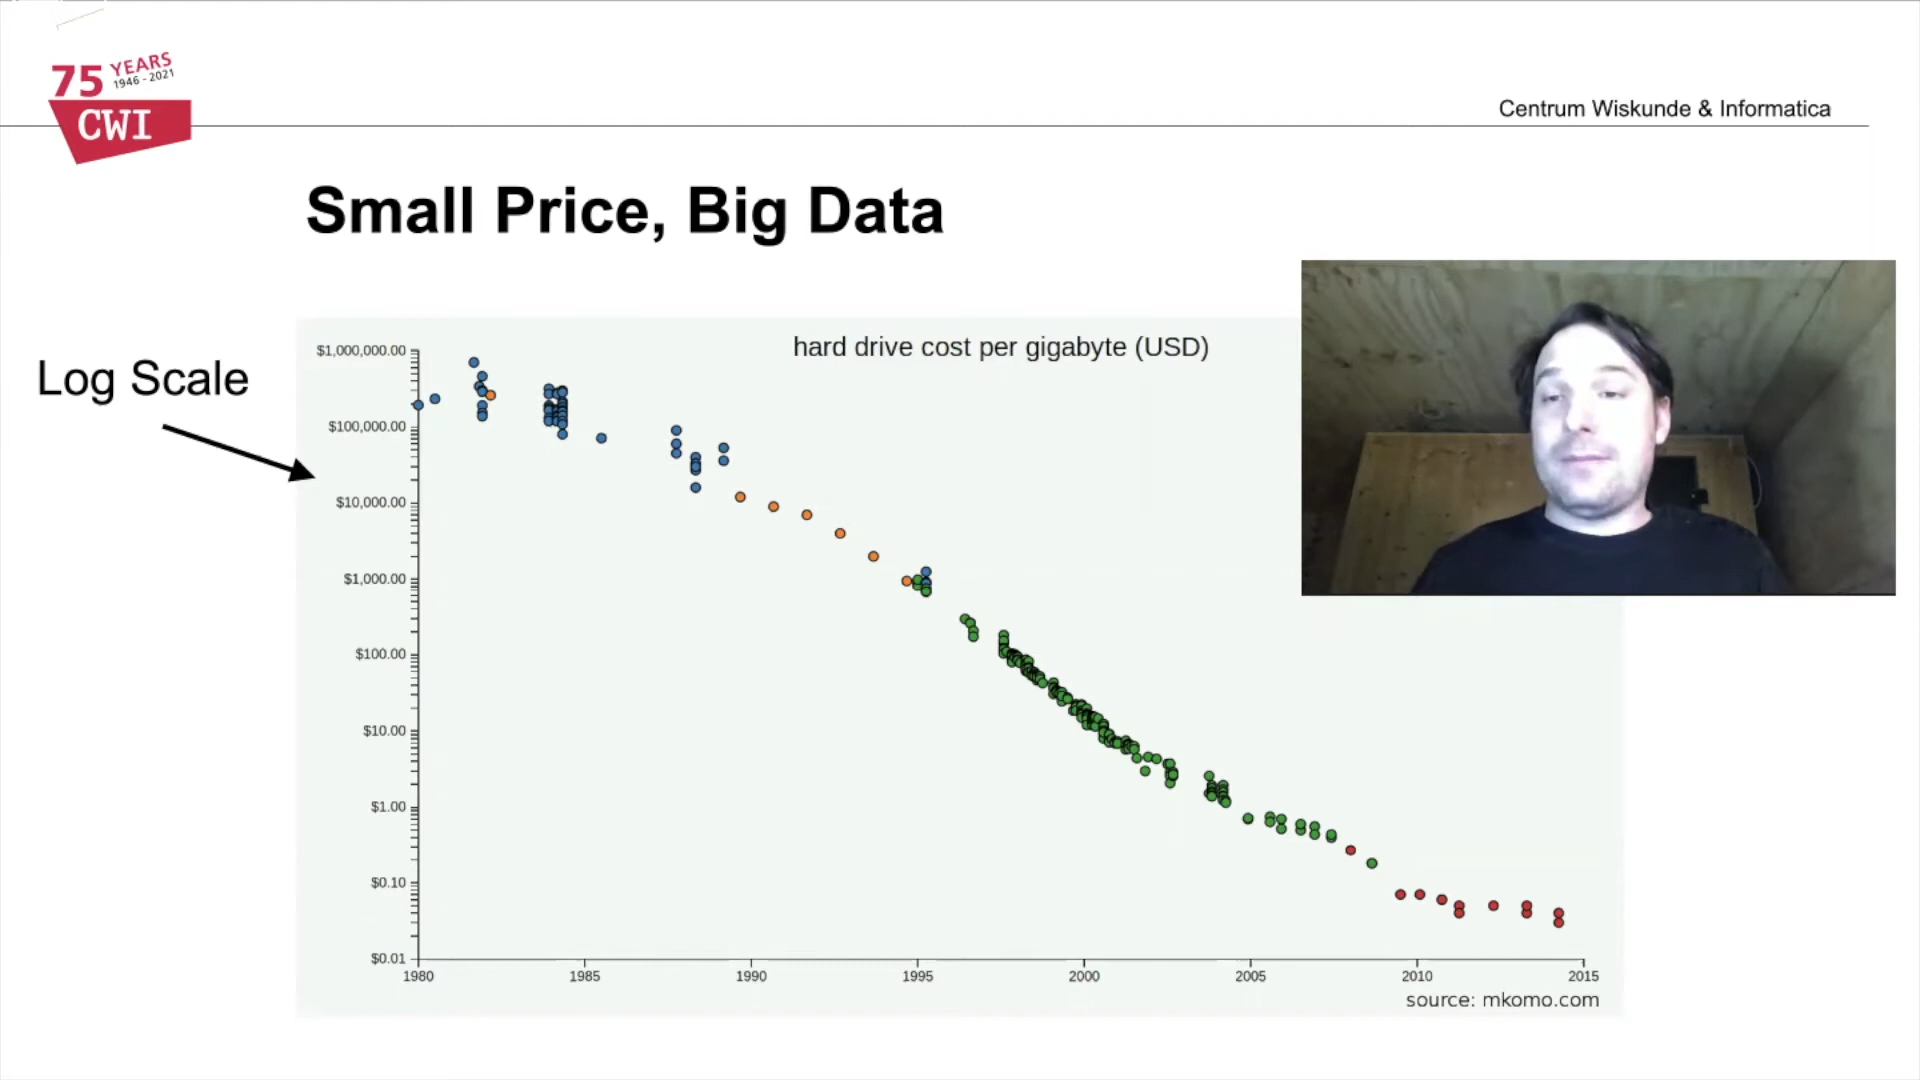 75 YEARS
1946 - 2021
CWI
Centrum Wiskunde & Informatica
Small Price, Big Data
Log Scale
hard drive cost per gigabyte (USD)
$1,000,000.00
$100,000.00
$10,000.00
$1,000.00
$100.00
$10.00
$1.00
$0.10
$0.01
1980 1985 1990 1995 2000 2005 2010 2015
source: mkomo.com